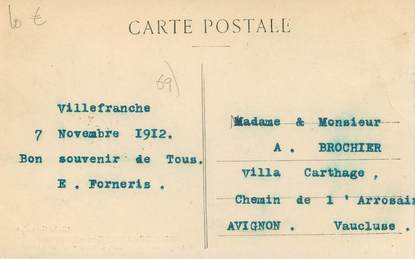 10 €
CARTE POSTALE
69)
Villefranche
7 Novembre 1912.
Bon souvenir de Tous.
E. Forneris.
Madame & Monsieur
A. BROCHIER
Villa Carthage,
Chemin de l'Arrosai
AVIGNON. Vaucluse.